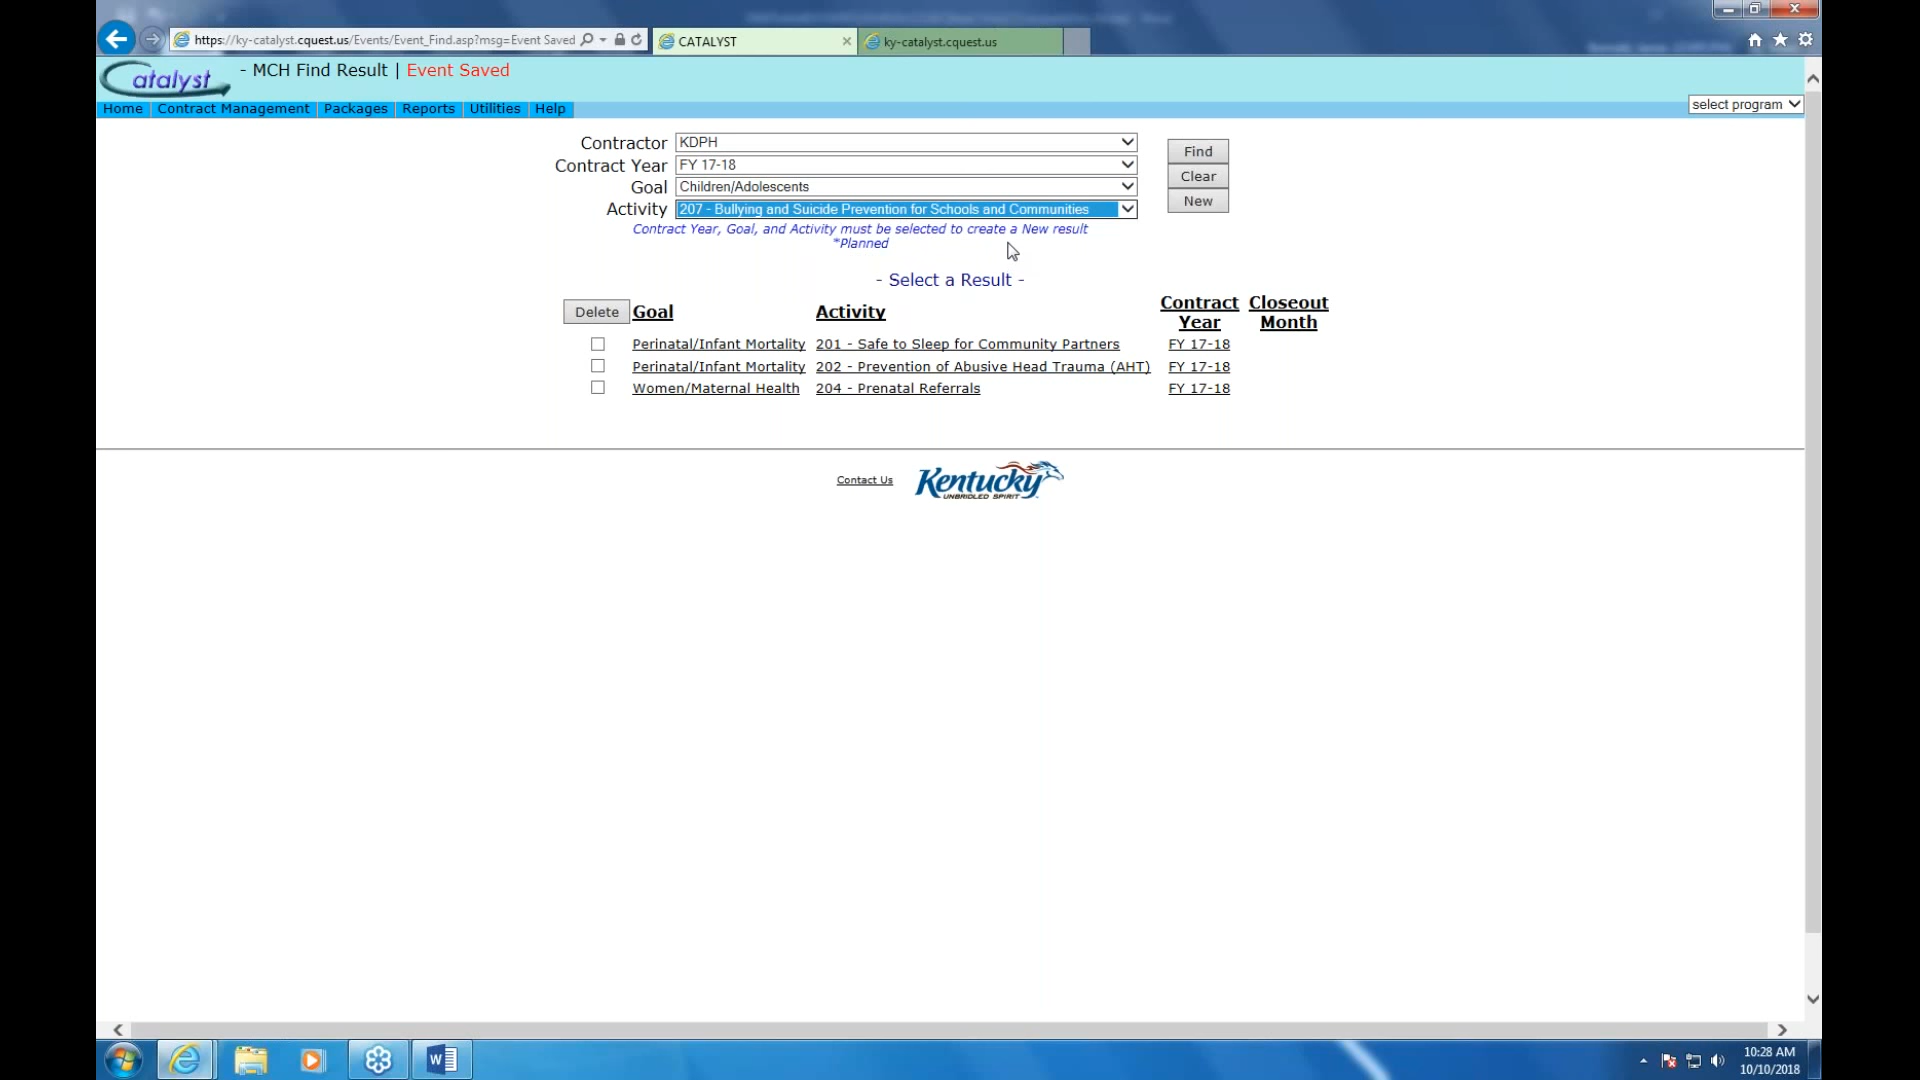 https://ky-catalyst.cquest.us/Events/Event_Find.asp?msg=Event Saved
CATALYST
ky-catalyst.cquest.us
Catalyst - MCH Find Result | Event Saved
Home Contract Management Packages Reports Utilities Help
select program
Contractor KDPH
Find
Contract Year FY 17-18
Clear
Goal Children/Adolescents
New
Activity 207 - Bullying and Suicide Prevention for Schools and Communities
Contract Year, Goal, and Activity must be selected to create a New result
*Planned
- Select a Result -
Delete Goal Activity Contract Year Closeout Month
Perinatal/Infant Mortality 201 - Safe to Sleep for Community Partners FY 17-18
Perinatal/Infant Mortality 202 - Prevention of Abusive Head Trauma (AHT) FY 17-18
Women/Maternal Health 204 - Prenatal Referrals FY 17-18
Contact Us
Kentucky
UNBRIDLED SPIRIT
10:28 AM
10/10/2018